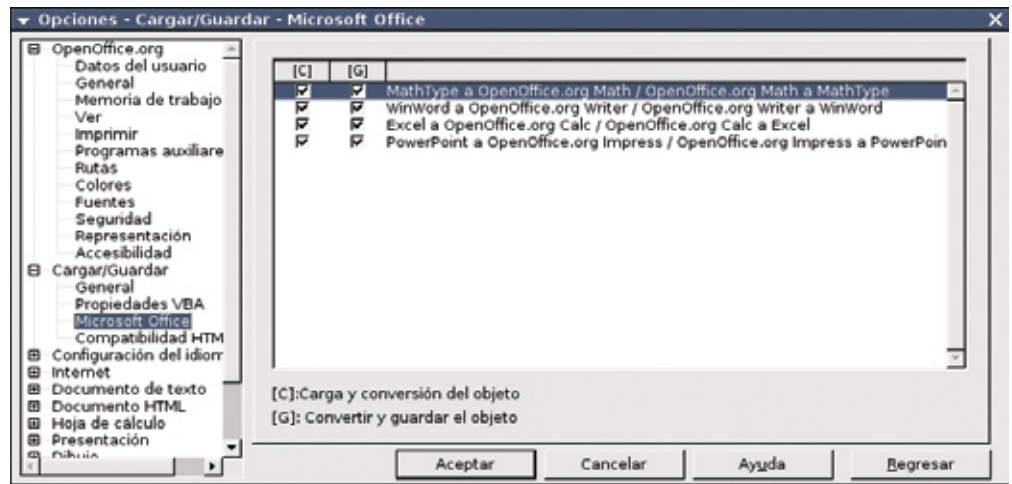 Opciones - Cargar/Guardar - Microsoft Office
OpenOffice.org
Datos del usuario
General
Memoria de trabajo
Ver
Imprimir
Programas auxiliare
Rutas
Colores
Fuentes
Seguridad
Representación
Accesibilidad
Cargar/Guardar
General
Propiedades VBA
Microsoft Office
Compatibilidad HTM
Configuración del idiom
Internet
Documento de texto
Documento HTML
Hoja de cálculo
Presentación
Dibujo
[C] [G]
MathType a OpenOffice.org Math / OpenOffice.org Math a MathType
WinWord a OpenOffice.org Writer / OpenOffice.org Writer a WinWord
Excel a OpenOffice.org Calc / OpenOffice.org Calc a Excel
PowerPoint a OpenOffice.org Impress / OpenOffice.org Impress a PowerPoin
[C]:Carga y conversión del objeto
[G]: Convertir y guardar el objeto
Aceptar Cancelar Ayuda Regresar